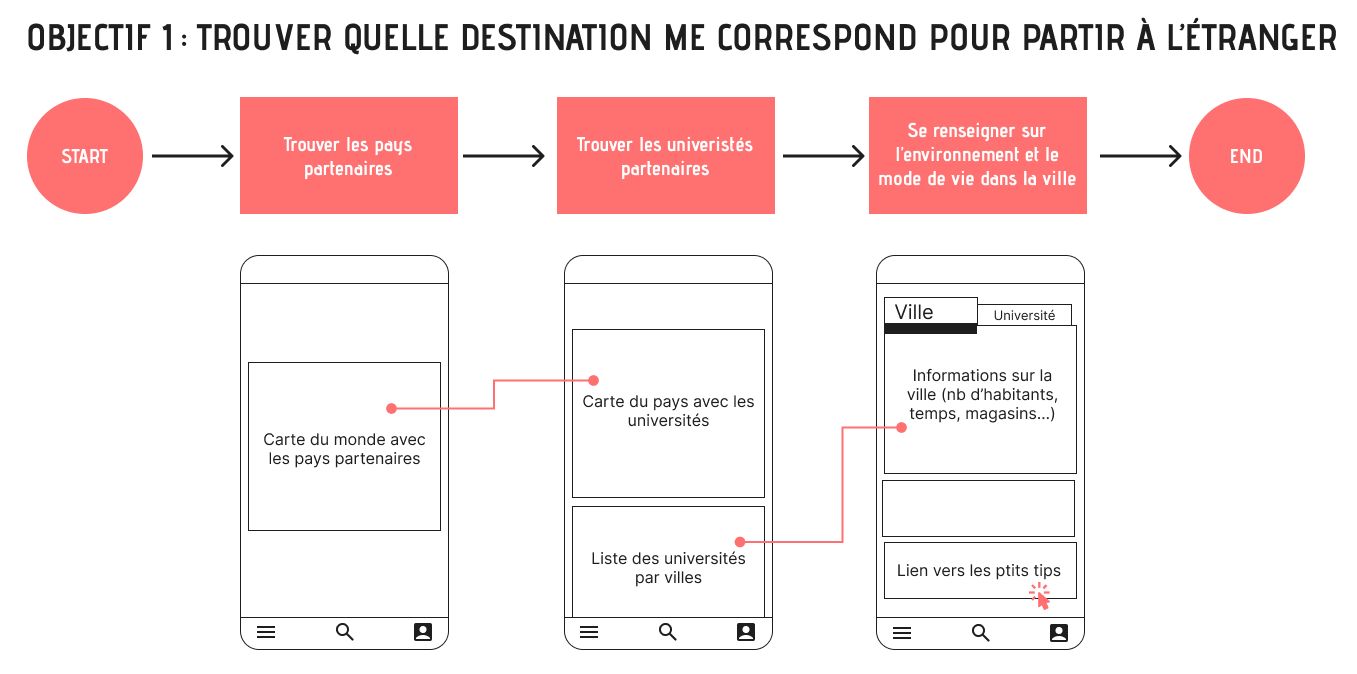 OBJECTIF 1 : TROUVER QUELLE DESTINATION ME CORRESPOND POUR PARTIR À L'ÉTRANGER
START
Trouver les pays
partenaires
Trouver les univeristés
partenaires
Se renseigner sur
l'environnement et le
mode de vie dans la ville
END
Carte du monde avec
les pays partenaires
Carte du pays avec les
universités
Liste des universités
par villes
Ville
Université
Informations sur la
ville (nb d'habitants,
temps, magasins...)
Lien vers les ptits tips